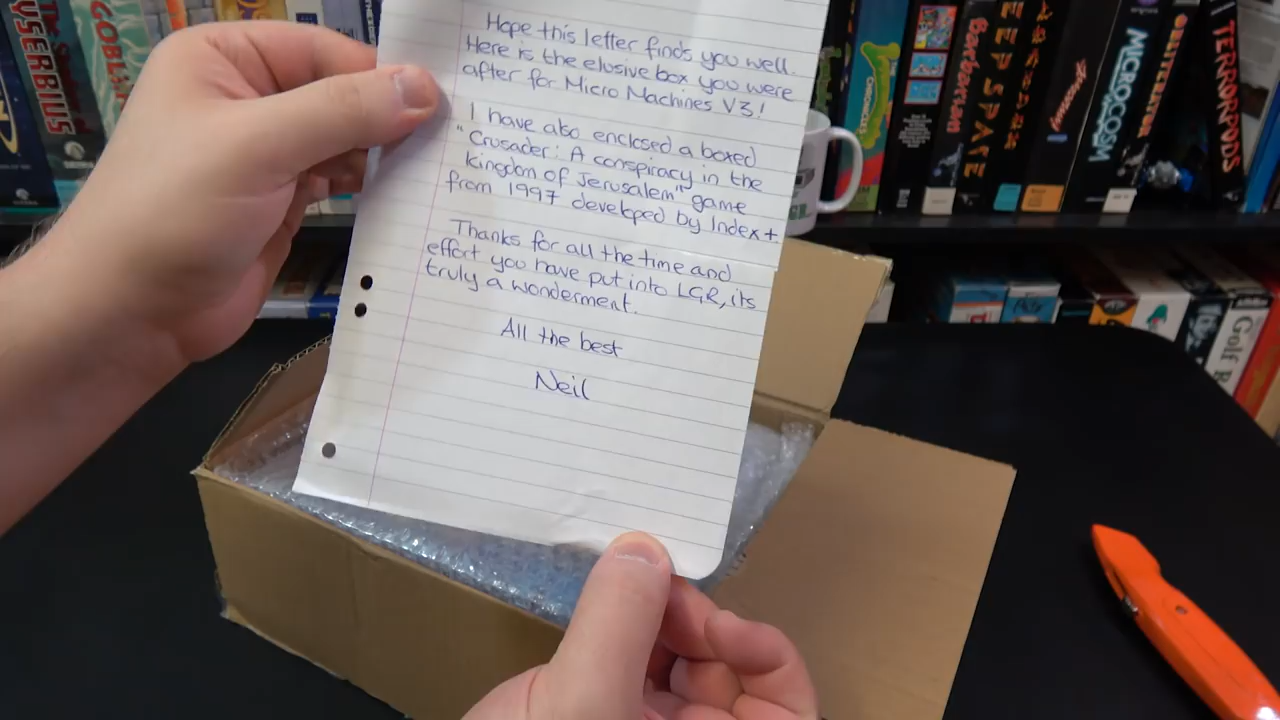 Hope this letter finds you well.
Here is the elusive box you were
after for Micro Machines V3!
I have also enclosed a boxed
"Crusader: A conspiracy in the
kingdom of Jerusalem" game
from 1997 developed by Index+
Thanks for all the time and
effort you have put into LGR, its
truly a wonderment.
All the best
Neil
MICROCOSM
TERRORPODS
Golf